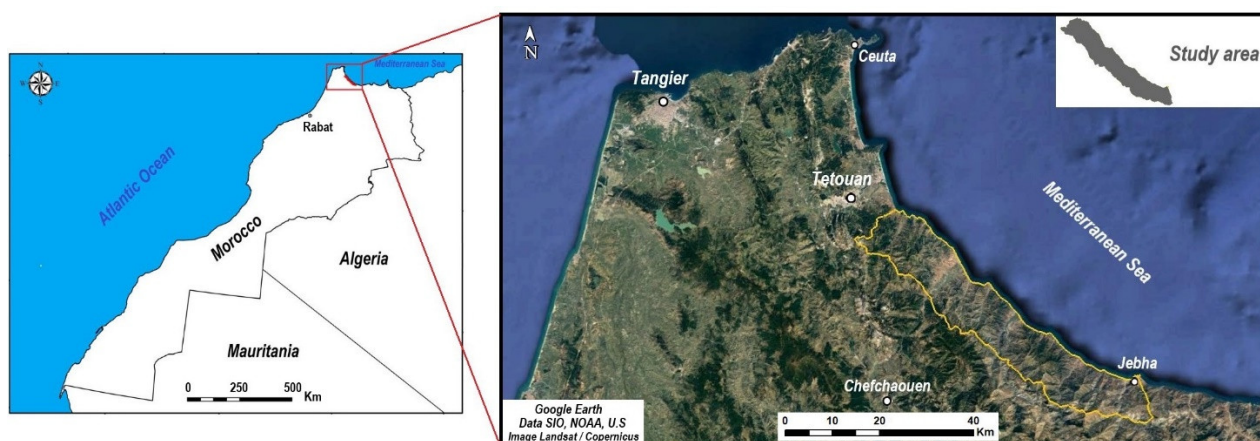 N
W
E
S
Mediterranean Sea
Rabat
Atlantic Ocean
Morocco
Algeria
Mauritania
0 250 500
Km
N
Ceuta
Study area
Tangier
Tetouan
Mediterranean Sea
Jebha
Chefchaouen
Google Earth
Data SIO, NOAA, U.S
Image Landsat / Copernicus
0 20 40
Km